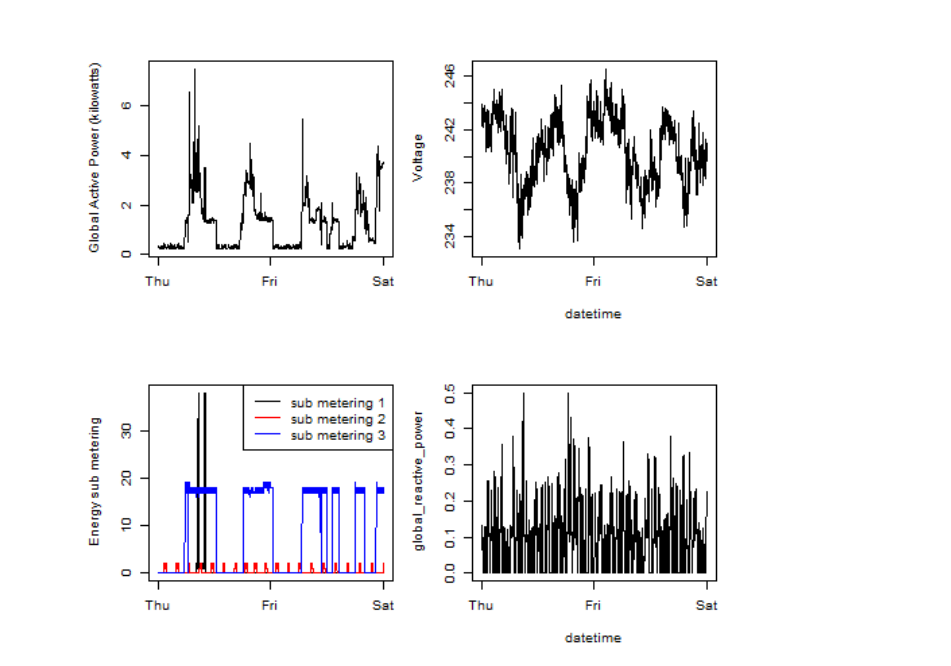 Global Active Power (kilowatts)
6
4
2
0
Thu Fri Sat
Voltage
246
242
238
234
Thu Fri Sat
datetime
Energy sub metering
30
20
10
0
sub metering 1
sub metering 2
sub metering 3
Thu Fri Sat
global_reactive_power
0.5
0.4
0.3
0.2
0.1
0.0
Thu Fri Sat
datetime